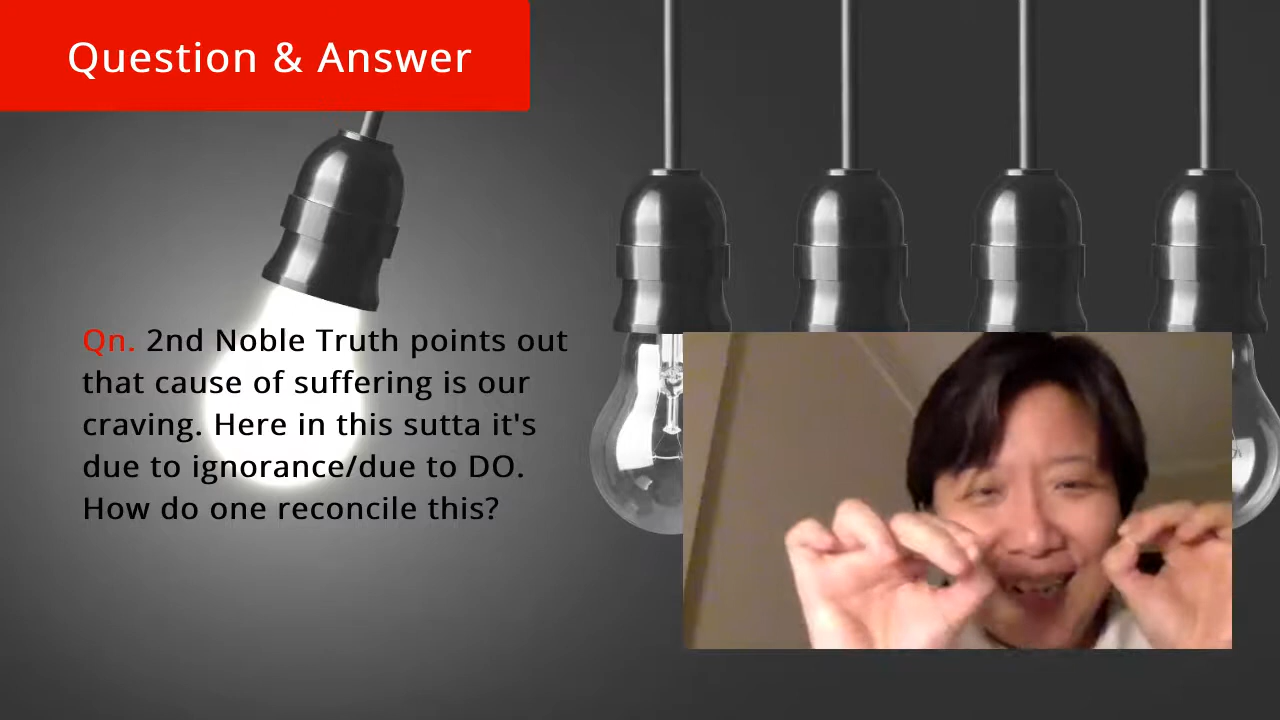 Question & Answer
Qn. 2nd Noble Truth points out
that cause of suffering is our
craving. Here in this sutta it's
due to ignorance/due to DO.
How do one reconcile this?